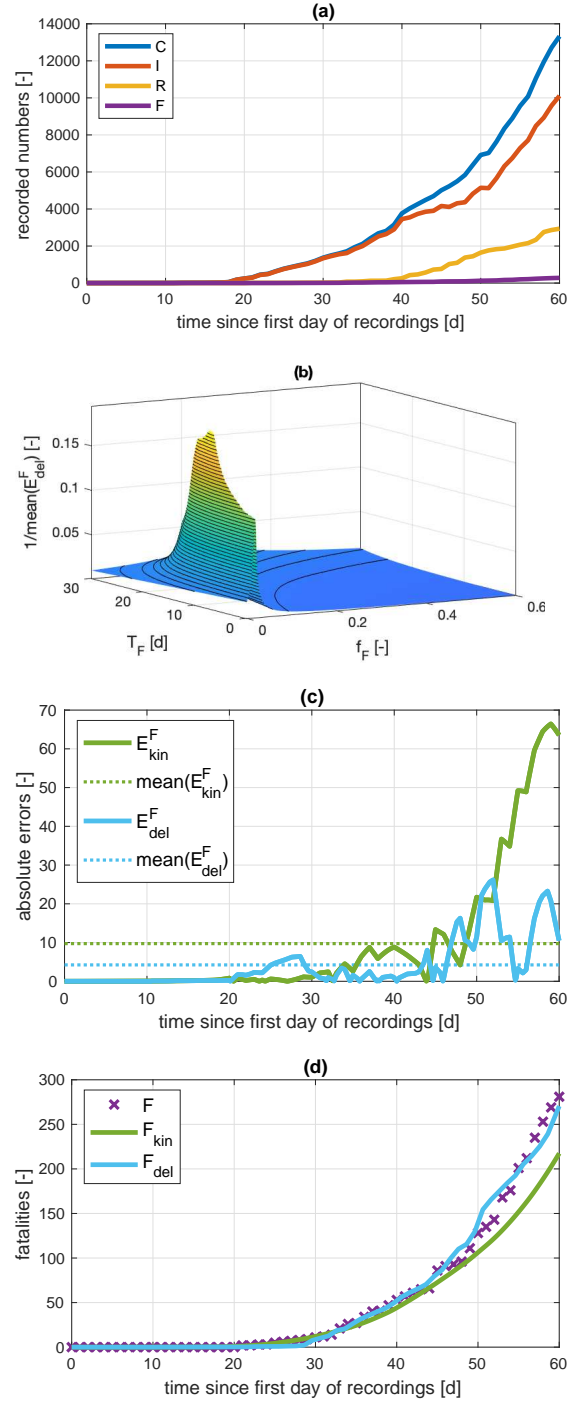 (a)
14000
12000
10000
8000
6000
4000
2000
0
recorded numbers [-]
C
I
R
F
0 10 20 30 40 50 60
time since first day of recordings [d]
(b)
0.15
0.1
0.05
1/mean(E^F_del) [-]
30 20 10 0
T_F [d]
0 0.2 0.4 0.6
f_F [-]
(c)
70
60
50
40
30
20
10
0
absolute errors [-]
E^F_kin
mean(E^F_kin)
E^F_del
mean(E^F_del)
0 10 20 30 40 50 60
time since first day of recordings [d]
(d)
300
250
200
150
100
50
0
fatalities [-]
F
F_kin
F_del
0 10 20 30 40 50 60
time since first day of recordings [d]